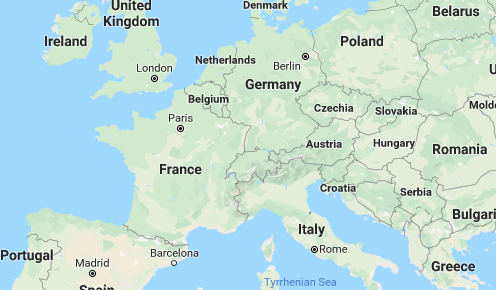 Denmark
United
Kingdom
Belarus
Ireland
Poland
Netherlands
Berlin
London
Germany
Belgium
Czechia
Slovakia
Moldo
Paris
Austria
Hungary
Romania
France
Croatia
Serbia
Italy
Bulgari
Portugal
Barcelona
Rome
Madrid
Greece
Tyrrhenian Sea
Spain